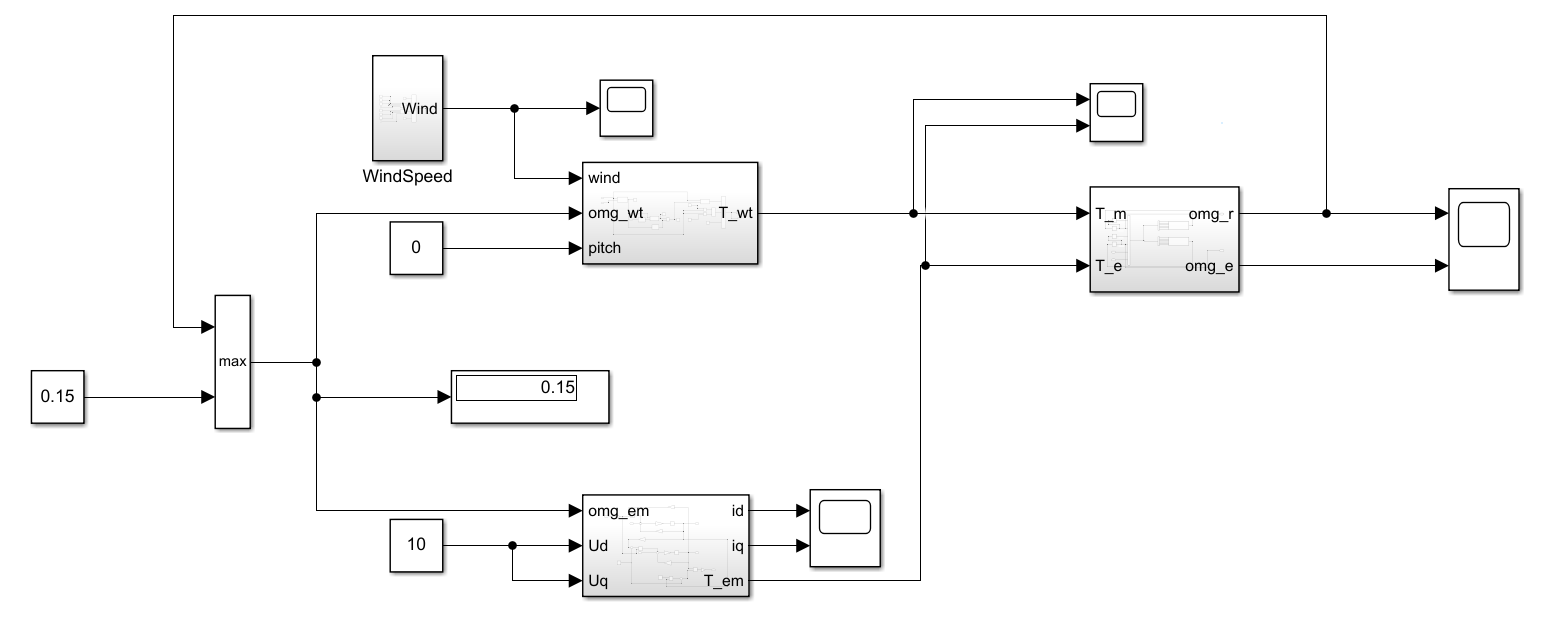 Wind
WindSpeed
wind
omg_wt
pitch
T_wt
0
T_m
T_e
omg_r
omg_e
max
0.15
0.15
10
omg_em
Ud
Uq
id
iq
T_em